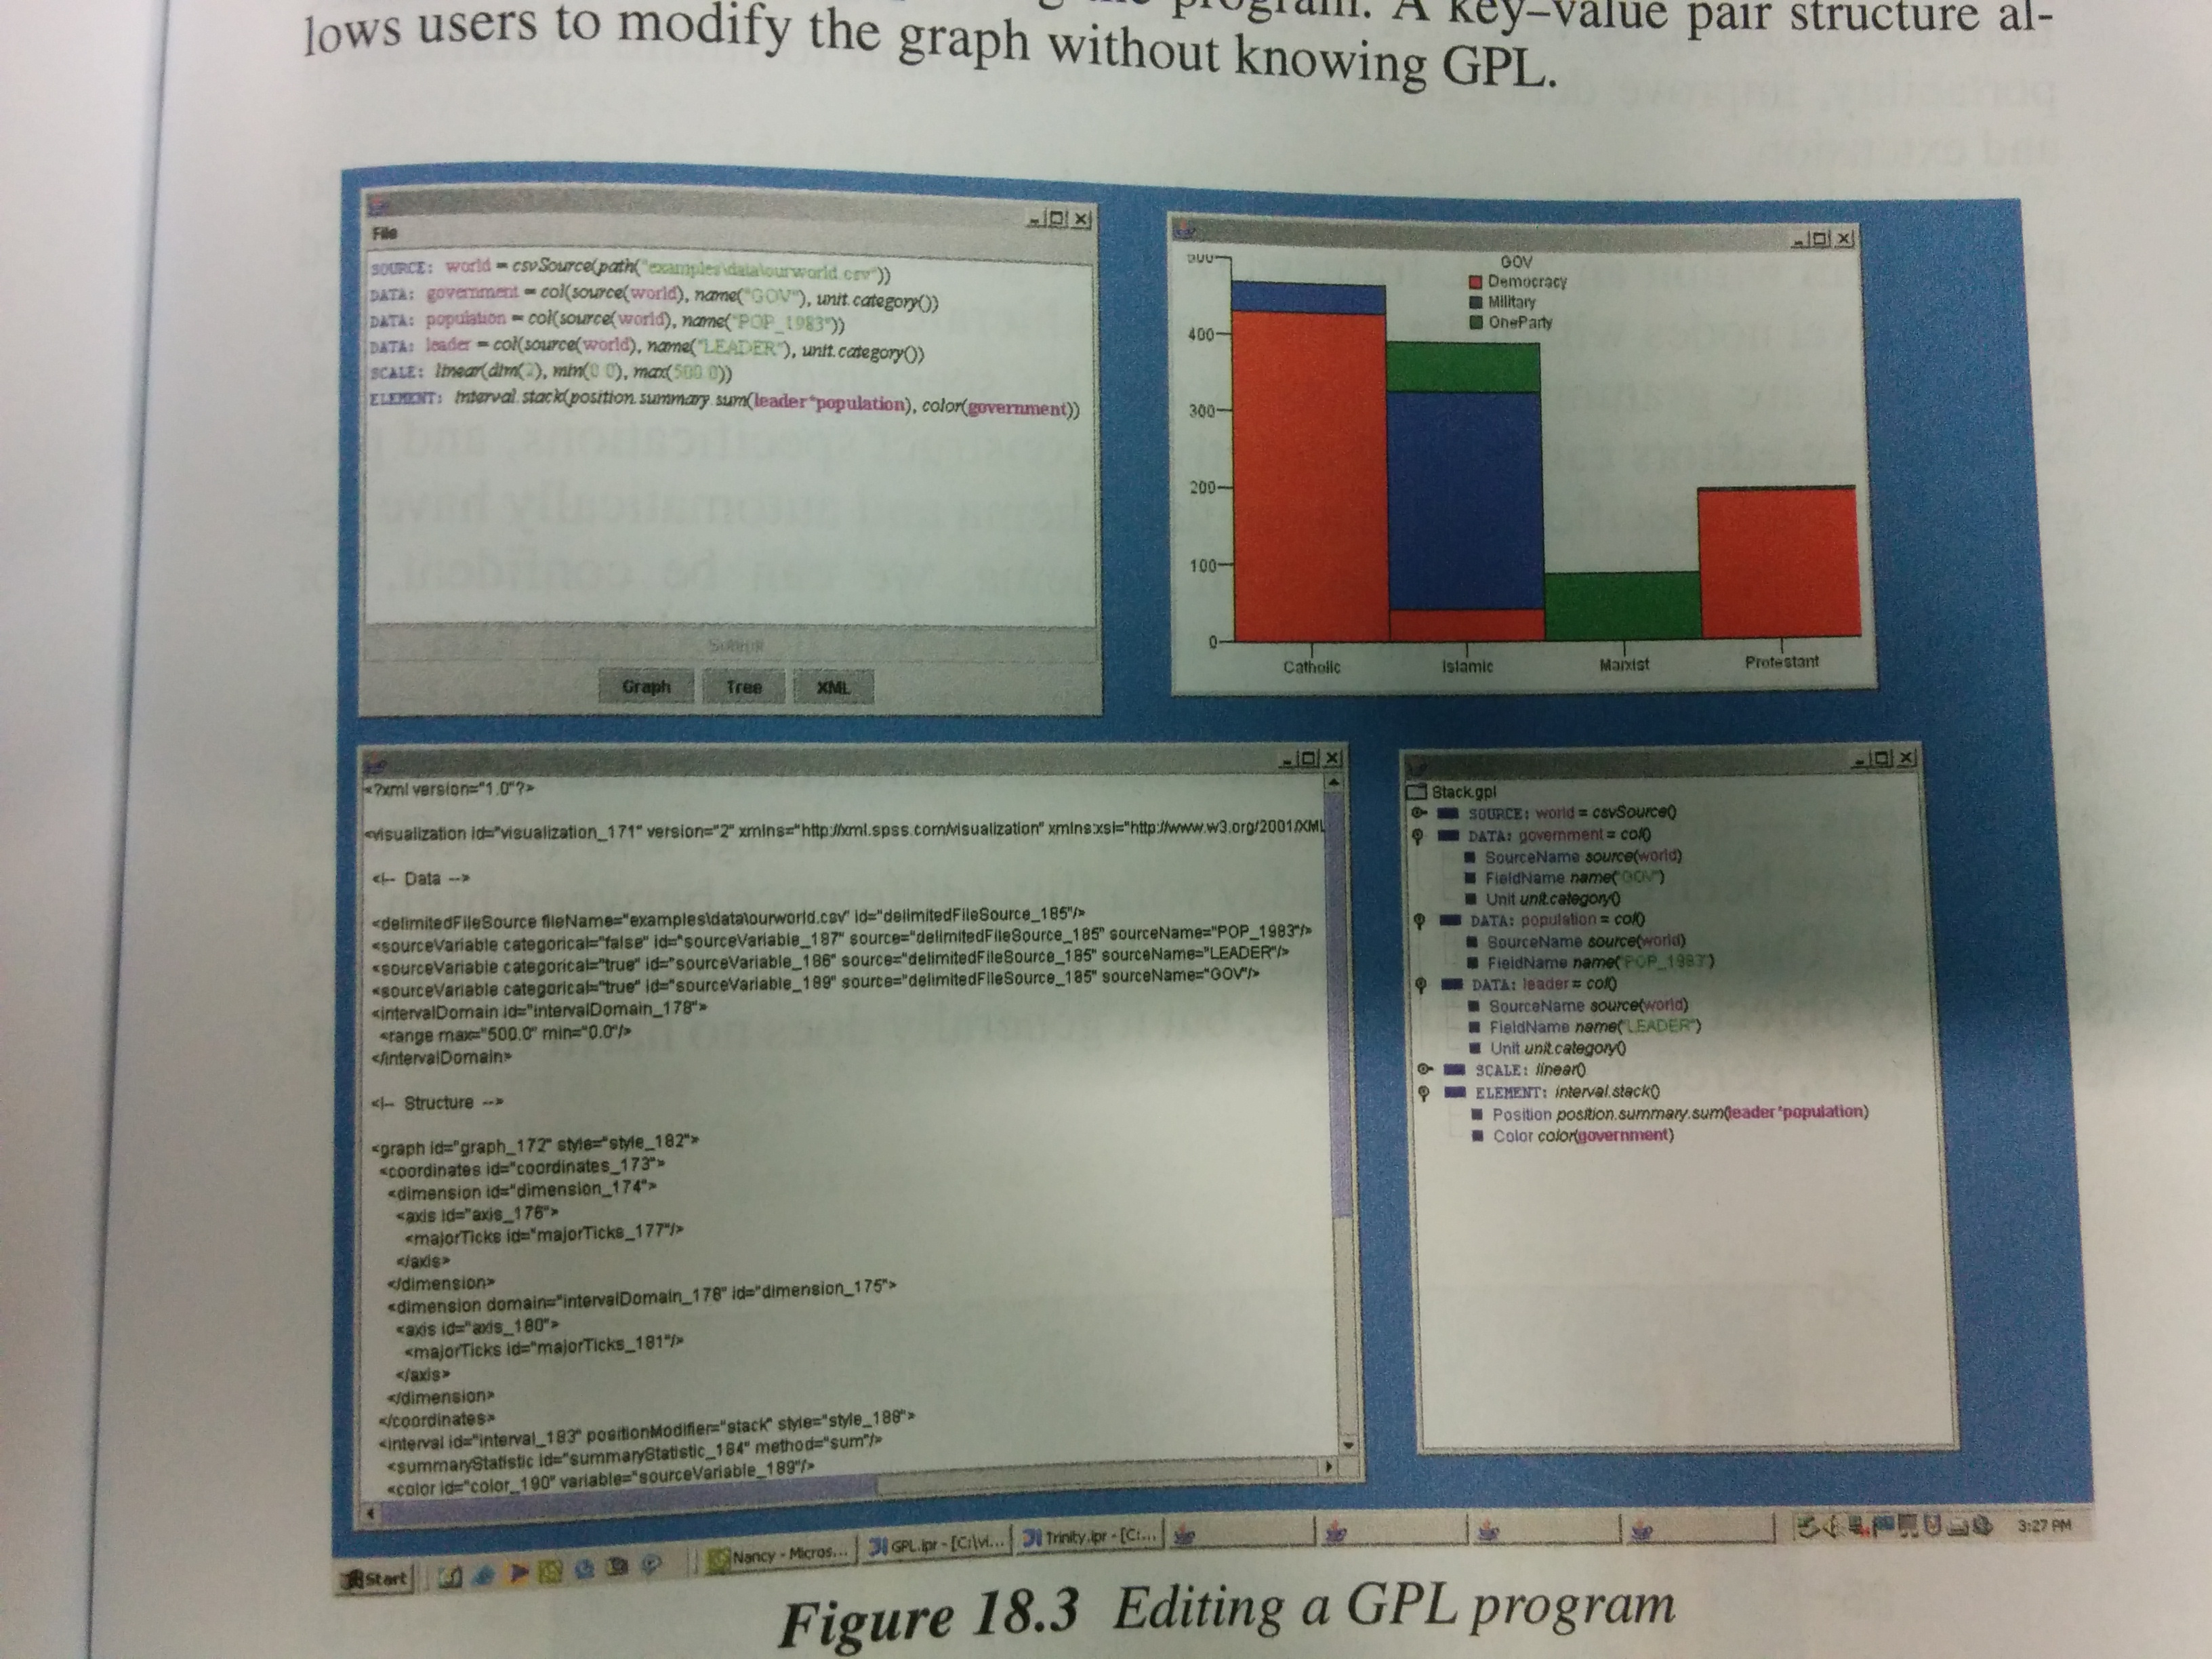 the program. A key–value pair structure al-
lows users to modify the graph without knowing GPL.
File
SOURCE: world = csvSource(path("examples\data\ourworld.csv"))
DATA: government = col(source(world), name("GOV"), unit.category())
DATA: population = col(source(world), name("POP_1983"))
DATA: leader = col(source(world), name("LEADER"), unit.category())
SCALE: linear(dim(2), min(0.0), max(500.0))
ELEMENT: interval.stack(position.summary.sum(leader*population), color(government))
Graph Tree XML
GOV
Democracy
Military
OneParty
500
400
300
200
100
0
Catholic Islamic Marxist Protestant
<?xml version="1.0"?>
<visualization id="visualization_171" version="2" xmlns="http://xml.spss.com/visualization" xmlns:xsi="http://www.w3.org/2001/XML
<!-- Data -->
<delimitedFileSource fileName="examples\data\ourworld.csv" id="delimitedFileSource_185"/>
<sourceVariable categorical="false" id="sourceVariable_187" source="delimitedFileSource_185" sourceName="POP_1983"/>
<sourceVariable categorical="true" id="sourceVariable_186" source="delimitedFileSource_185" sourceName="LEADER"/>
<sourceVariable categorical="true" id="sourceVariable_189" source="delimitedFileSource_185" sourceName="GOV"/>
<intervalDomain id="intervalDomain_178">
<range max="500.0" min="0.0"/>
</intervalDomain>
<!-- Structure -->
<graph id="graph_172" style="style_182">
<coordinates id="coordinates_173">
<dimension id="dimension_174">
<axis id="axis_176">
<majorTicks id="majorTicks_177"/>
</axis>
</dimension>
<dimension domain="intervalDomain_178" id="dimension_175">
<axis id="axis_180">
<majorTicks id="majorTicks_181"/>
</axis>
</dimension>
</coordinates>
<interval id="interval_183" positionModifier="stack" style="style_188">
<summaryStatistic id="summaryStatistic_184" method="sum"/>
<color id="color_190" variable="sourceVariable_189"/>
Stack.gpl
SOURCE: world = csvSource()
DATA: government = col()
SourceName source(world)
FieldName name("GOV")
Unit unit.category()
DATA: population = col()
SourceName source(world)
FieldName name("POP_1983")
DATA: leader = col()
SourceName source(world)
FieldName name("LEADER")
Unit unit.category()
SCALE: linear()
ELEMENT: interval.stack()
Position position.summary.sum(leader*population)
Color color(government)
Start Nancy - Micros... GPL.ipr - [C:\vi... Trinity.ipr - [C:... 3:27 PM
Figure 18.3 Editing a GPL program